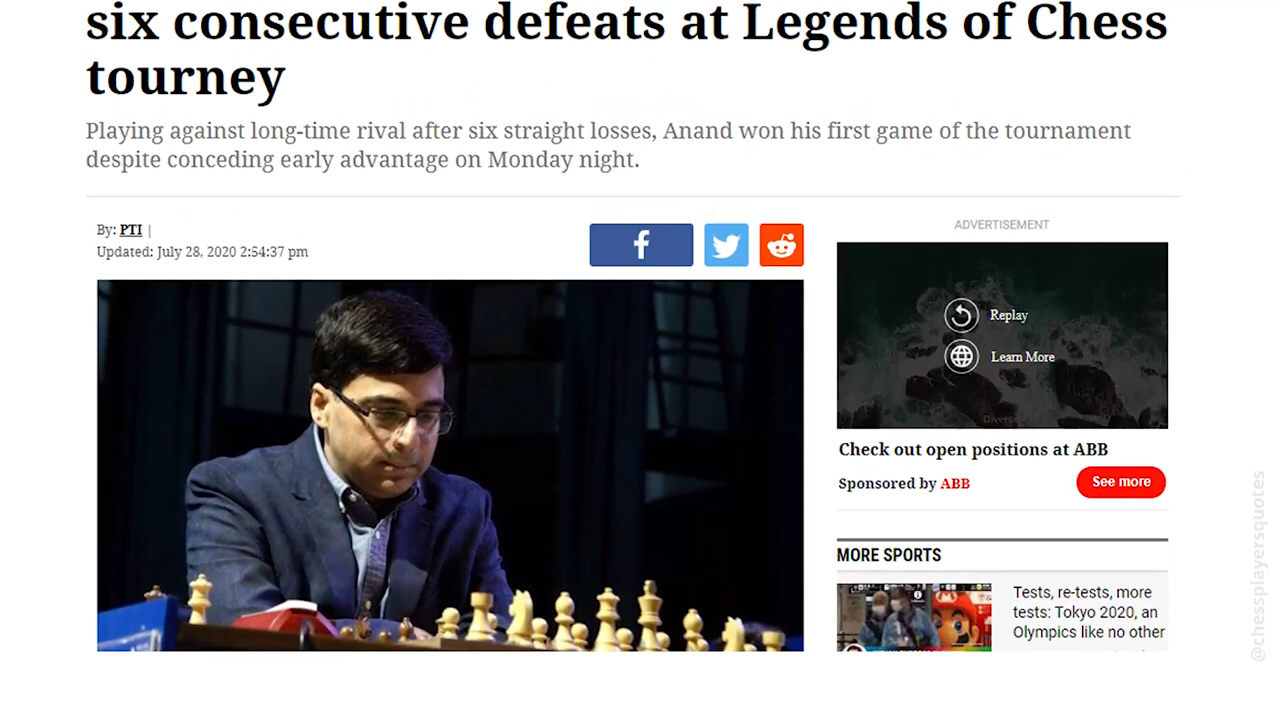 six consecutive defeats at Legends of Chess
tourney
Playing against long-time rival after six straight losses, Anand won his first game of the tournament
despite conceding early advantage on Monday night.
By: PTI |
Updated: July 28, 2020 2:54:37 pm
f
ADVERTISEMENT
Replay
Learn More
Check out open positions at ABB
Sponsored by ABB
See more
MORE SPORTS
Tests, re-tests, more
tests: Tokyo 2020, an
Olympics like no other
@chessplayersquotes